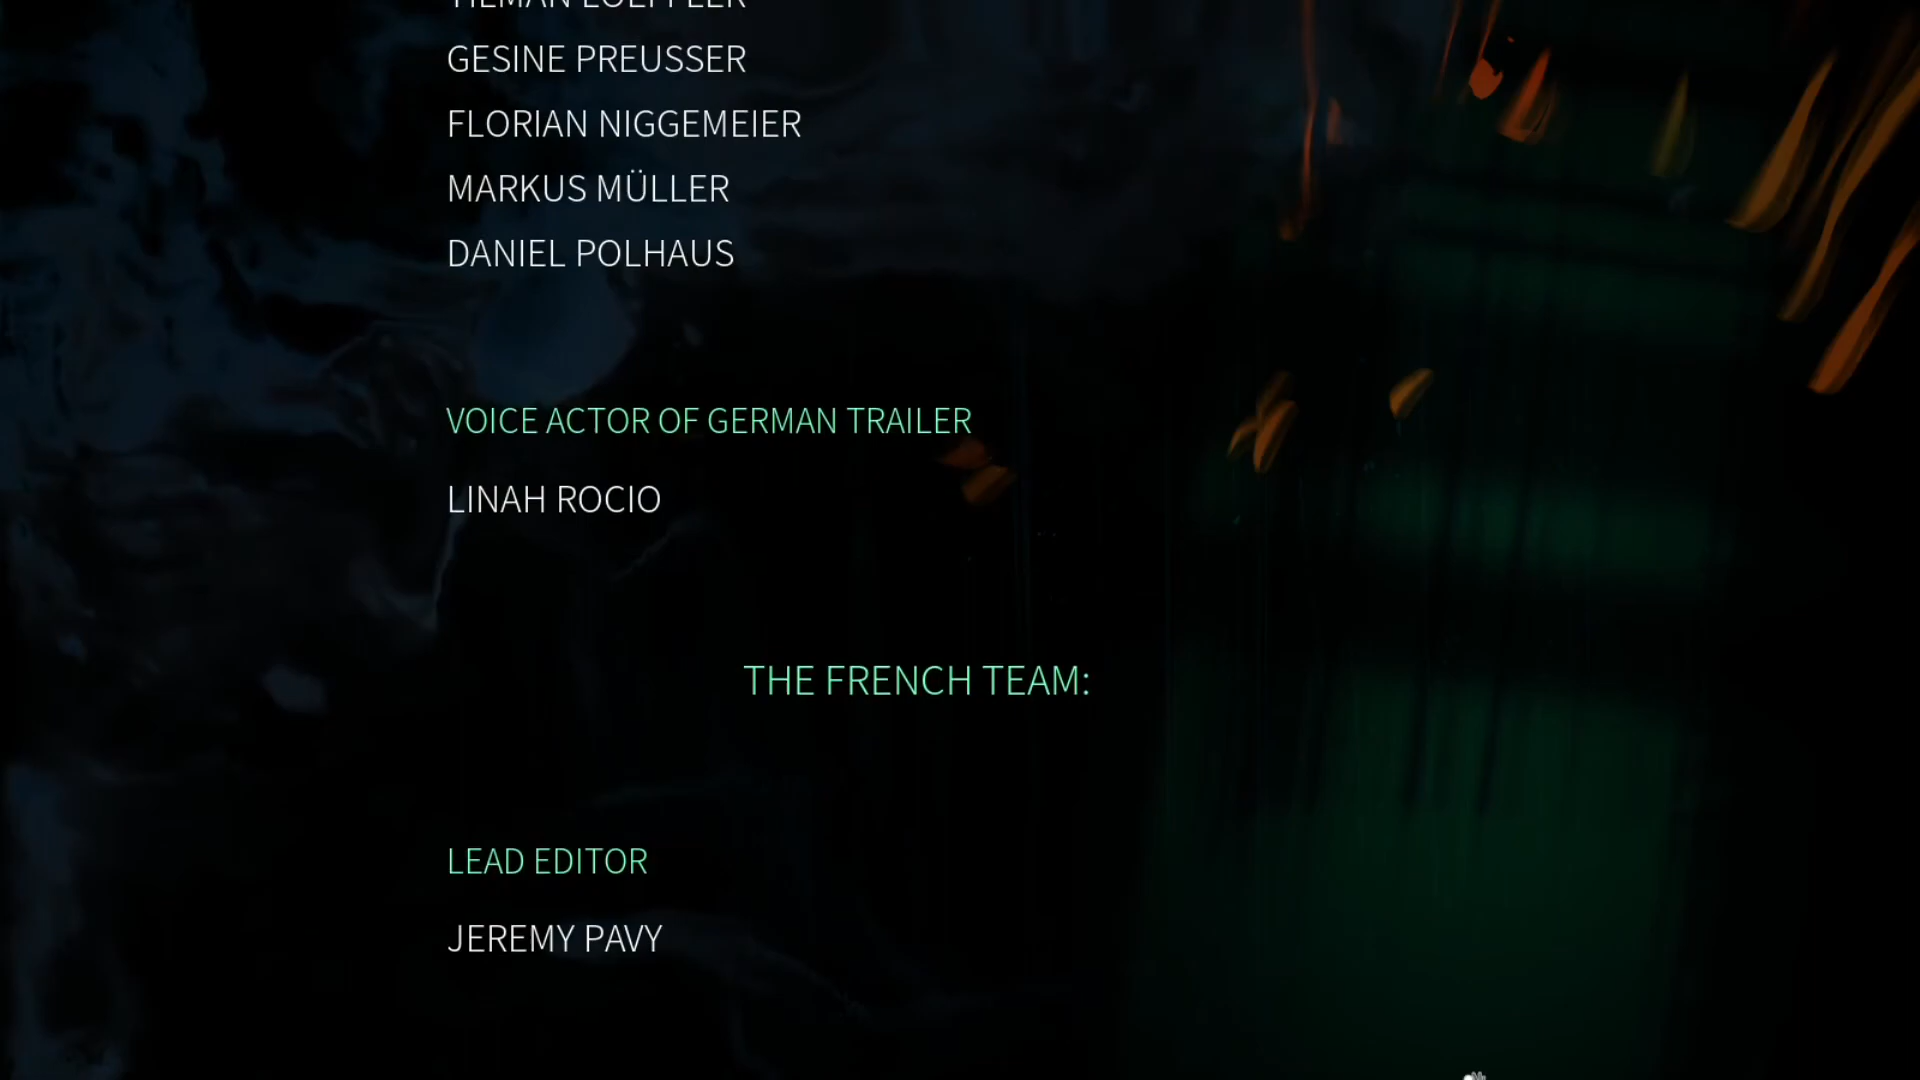 GESINE PREUSSER
FLORIAN NIGGEMEIER
MARKUS MÜLLER
DANIEL POLHAUS
VOICE ACTOR OF GERMAN TRAILER
LINAH ROCIO
THE FRENCH TEAM:
LEAD EDITOR
JEREMY PAVY